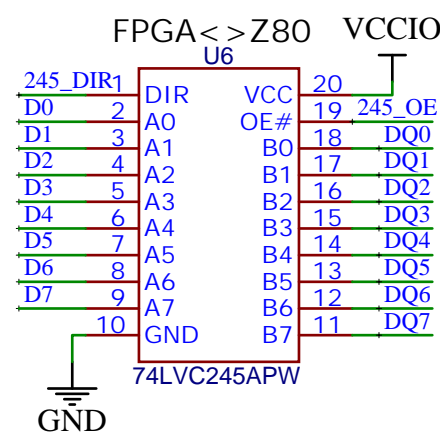 FPGA<>Z80
VCCIO
U6
245_DIR 1 DIR VCC 20
D0 2 A0 OE# 19 245_OE
D1 3 A1 B0 18 DQ0
D2 4 A2 B1 17 DQ1
D3 5 A3 B2 16 DQ2
D4 6 A4 B3 15 DQ3
D5 7 A5 B4 14 DQ4
D6 8 A6 B5 13 DQ5
D7 9 A7 B6 12 DQ6
10 GND B7 11 DQ7
74LVC245APW
GND